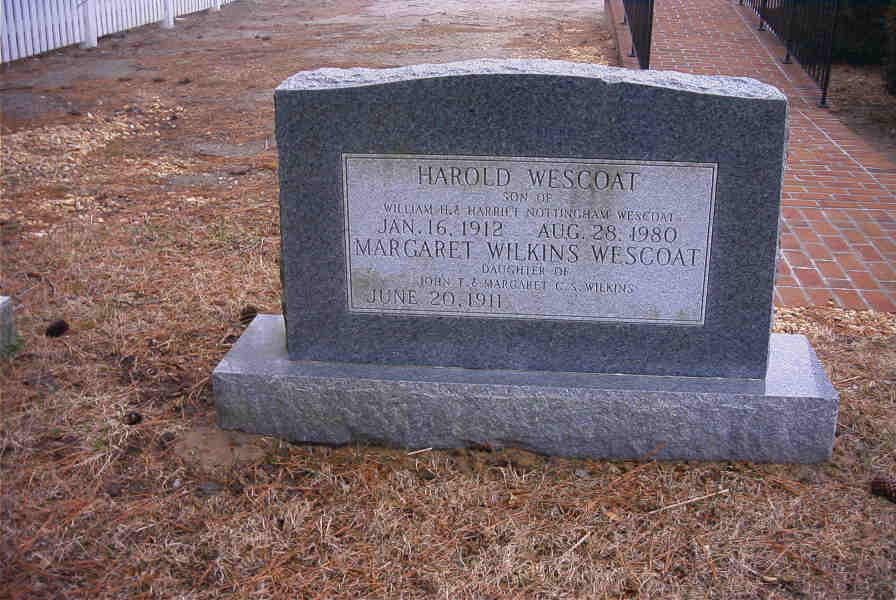 HAROLD WESCOAT
SON OF
WILLIAM H. & HARRIET NOTTINGHAM WESCOAT
JAN. 16, 1912 AUG. 28, 1980
MARGARET WILKINS WESCOAT
DAUGHTER OF
JOHN T. & MARGARET C. S. WILKINS
JUNE 20, 1911